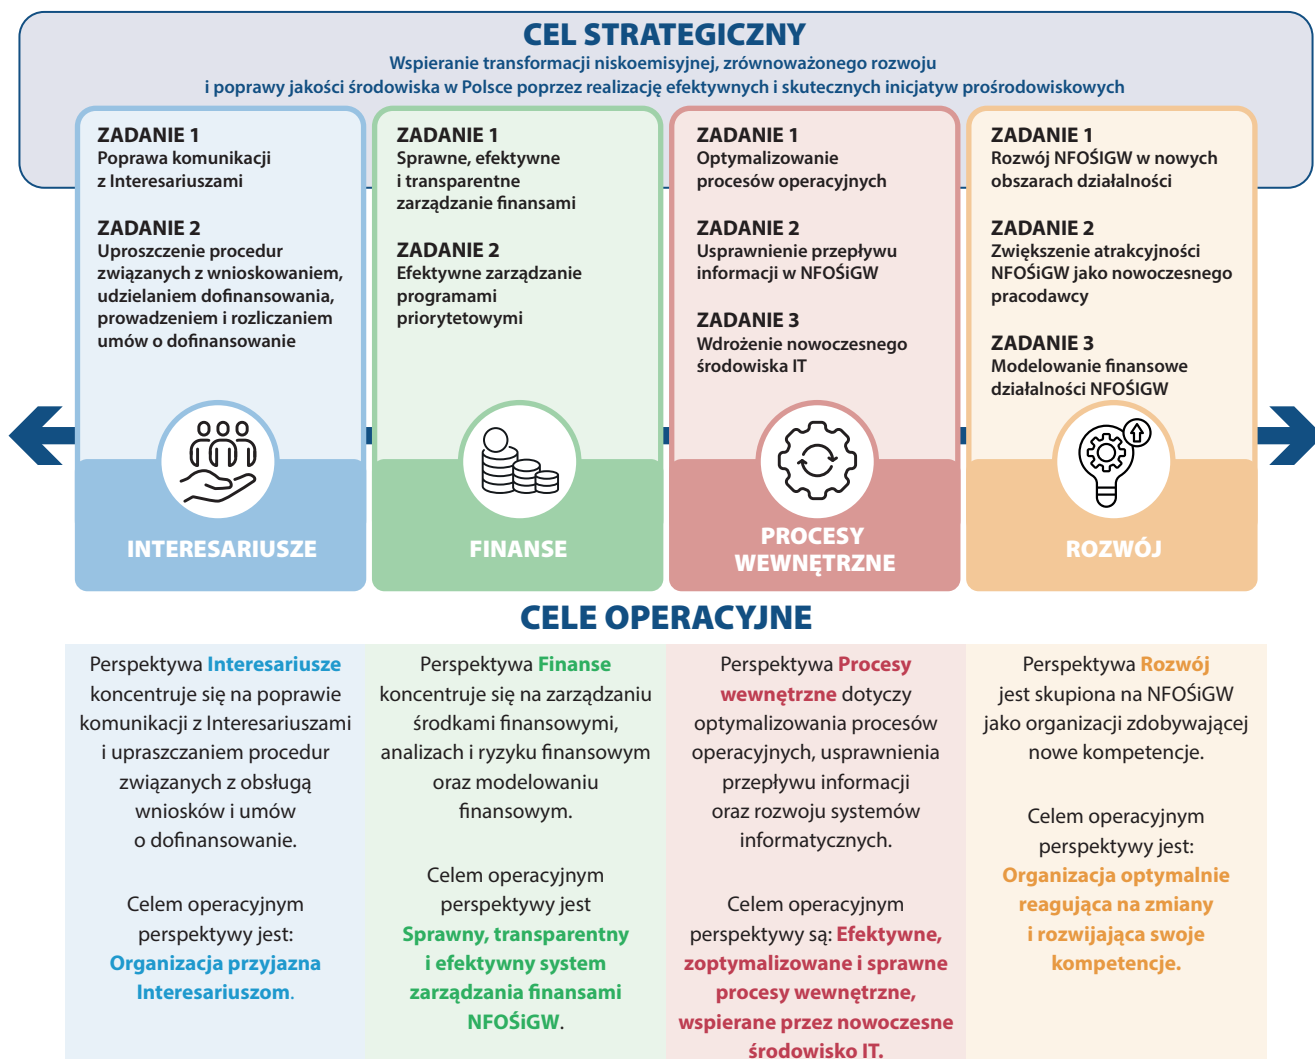 CEL STRATEGICZNY
Wspieranie transformacji niskoemisyjnej, zrównoważonego rozwoju
i poprawy jakości środowiska w Polsce poprzez realizację efektywnych i skutecznych inicjatyw prośrodowiskowych
ZADANIE 1
Poprawa komunikacji
z Interesariuszami
ZADANIE 2
Uproszczenie procedur
związanych z wnioskowaniem,
udzielaniem dofinansowania,
prowadzeniem i rozliczaniem
umów o dofinansowanie
INTERESARIUSZE
ZADANIE 1
Sprawne, efektywne
i transparentne
zarządzanie finansami
ZADANIE 2
Efektywne zarządzanie
programami
priorytetowymi
FINANSE
ZADANIE 1
Optymalizowanie
procesów operacyjnych
ZADANIE 2
Usprawnienie przepływu
informacji w NFOŚiGW
ZADANIE 3
Wdrożenie nowoczesnego
środowiska IT
PROCESY
WEWNĘTRZNE
ZADANIE 1
Rozwój NFOŚIGW w nowych
obszarach działalności
ZADANIE 2
Zwiększenie atrakcyjności
NFOŚiGW jako nowoczesnego
pracodawcy
ZADANIE 3
Modelowanie finansowe
działalności NFOŚIGW
ROZWÓJ
CELE OPERACYJNE
Perspektywa Interesariusze
koncentruje się na poprawie
komunikacji z Interesariuszami
i upraszczaniem procedur
związanych z obsługą
wniosków i umów
o dofinansowanie.
Celem operacyjnym
perspektywy jest:
Organizacja przyjazna
Interesariuszom.
Perspektywa Finanse
koncentruje się na zarządzaniu
środkami finansowymi,
analizach i ryzyku finansowym
oraz modelowaniu
finansowym.
Celem operacyjnym
perspektywy jest
Sprawny, transparentny
i efektywny system
zarządzania finansami
NFOŚiGW.
Perspektywa Procesy
wewnętrzne dotyczy
optymalizowania procesów
operacyjnych, usprawnienia
przepływu informacji
oraz rozwoju systemów
informatycznych.
Celem operacyjnym
perspektywy są: Efektywne,
zoptymalizowane i sprawne
procesy wewnętrzne,
wspierane przez nowoczesne
środowisko IT.
Perspektywa Rozwój
jest skupiona na NFOŚiGW
jako organizacji zdobywającej
nowe kompetencje.
Celem operacyjnym
perspektywy jest:
Organizacja optymalnie
reagująca na zmiany
i rozwijająca swoje
kompetencje.